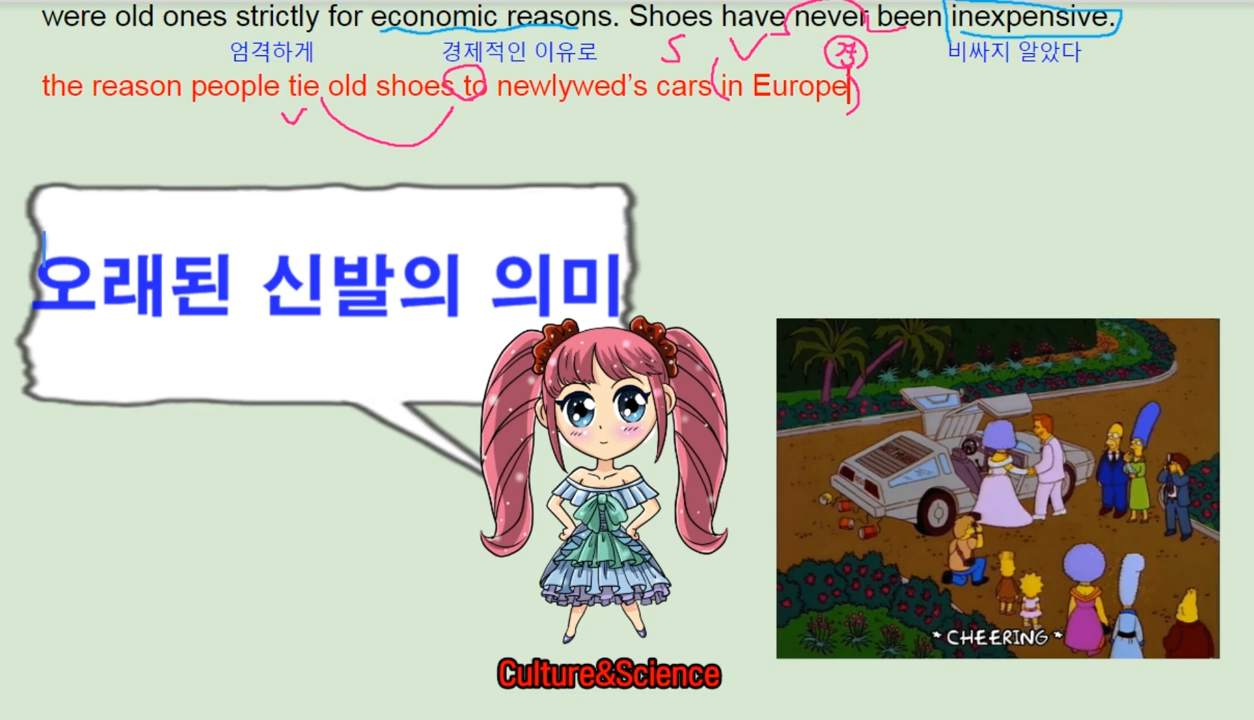 were old ones strictly for economic reasons. Shoes have never been inexpensive.
엄격하게 경제적인 이유로 S V 경 비싸지 알았다
the reason people tie old shoes to newlywed’s cars in Europe
오래된 신발의 의미
* CHEERING *
Culture&Science